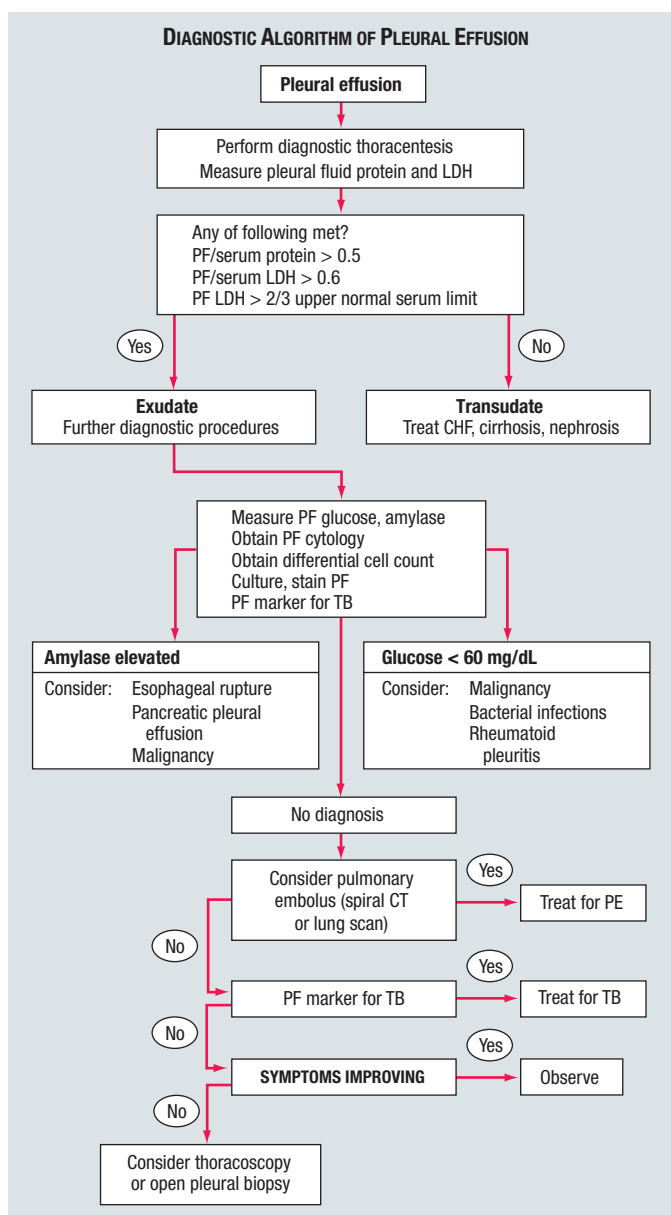 DIAGNOSTIC ALGORITHM OF PLEURAL EFFUSION
Pleural effusion
Perform diagnostic thoracentesis
Measure pleural fluid protein and LDH
Any of following met?
PF/serum protein > 0.5
PF/serum LDH > 0.6
PF LDH > 2/3 upper normal serum limit
Yes
No
Exudate
Further diagnostic procedures
Transudate
Treat CHF, cirrhosis, nephrosis
Measure PF glucose, amylase
Obtain PF cytology
Obtain differential cell count
Culture, stain PF
PF marker for TB
Amylase elevated
Consider: Esophageal rupture
Pancreatic pleural
effusion
Malignancy
Glucose < 60 mg/dL
Consider: Malignancy
Bacterial infections
Rheumatoid
pleuritis
No diagnosis
Consider pulmonary
embolus (spiral CT
or lung scan)
Yes
Treat for PE
No
PF marker for TB
Yes
Treat for TB
No
SYMPTOMS IMPROVING
Yes
Observe
No
Consider thoracoscopy
or open pleural biopsy